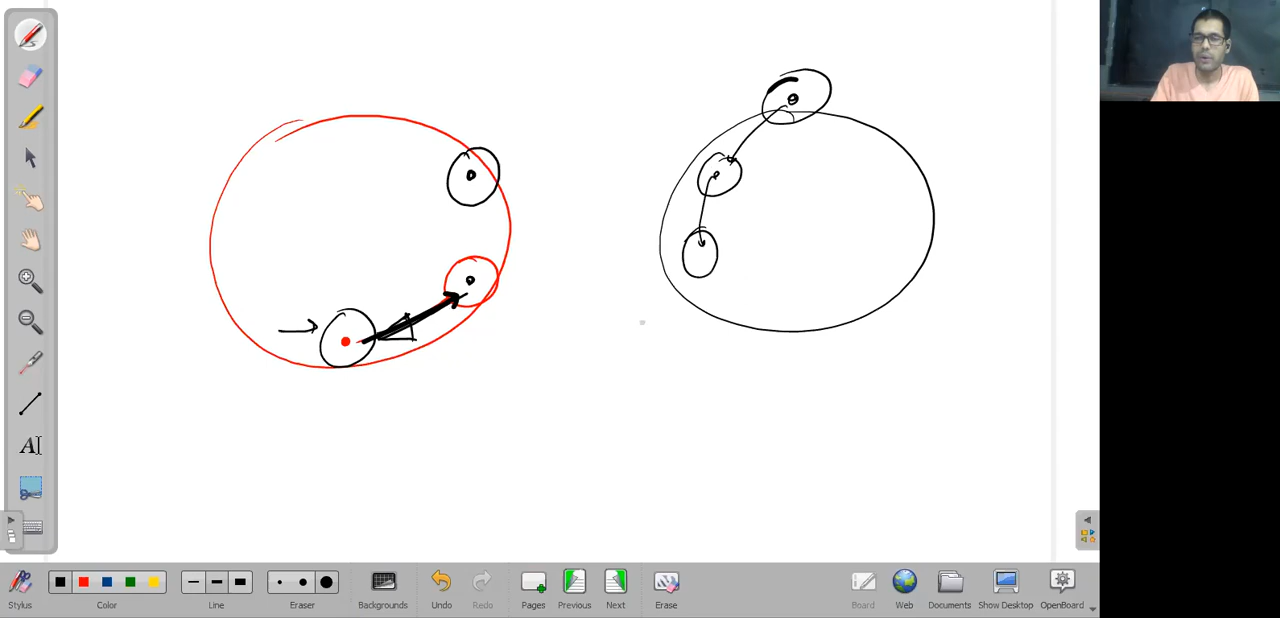 A
Stylus
Color
Line
Eraser
Backgrounds
Undo
Redo
Pages
Previous
Next
Erase
Board
Web
Documents
Show Desktop
OpenBoard